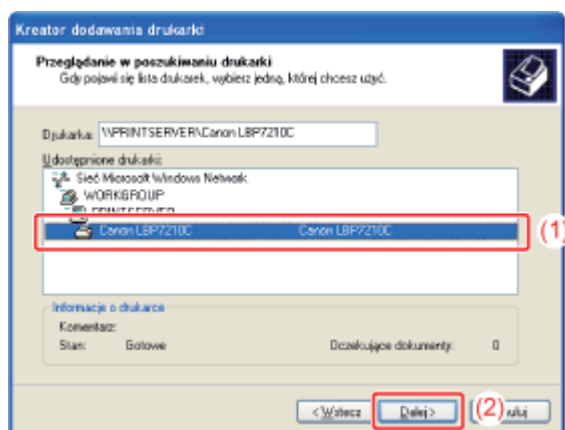 Kreator dodawania drukarki
Przeglądanie w poszukiwaniu drukarki
Gdy pojawi się lista drukarek, wybierz jedną, której chcesz użyć.
Drukarka: \\PRINTSERVER\Canon LBP7210C
Udostępnione drukarki:
Sieć Microsoft Windows Network
WORKGROUP
PRINTSERVER
Canon LBP7210C Canon LBP7210C (1)
Informacje o drukarce
Komentarz:
Stan: Gotowe Oczekujące dokumenty: 0
< Wstecz Dalej > (2)